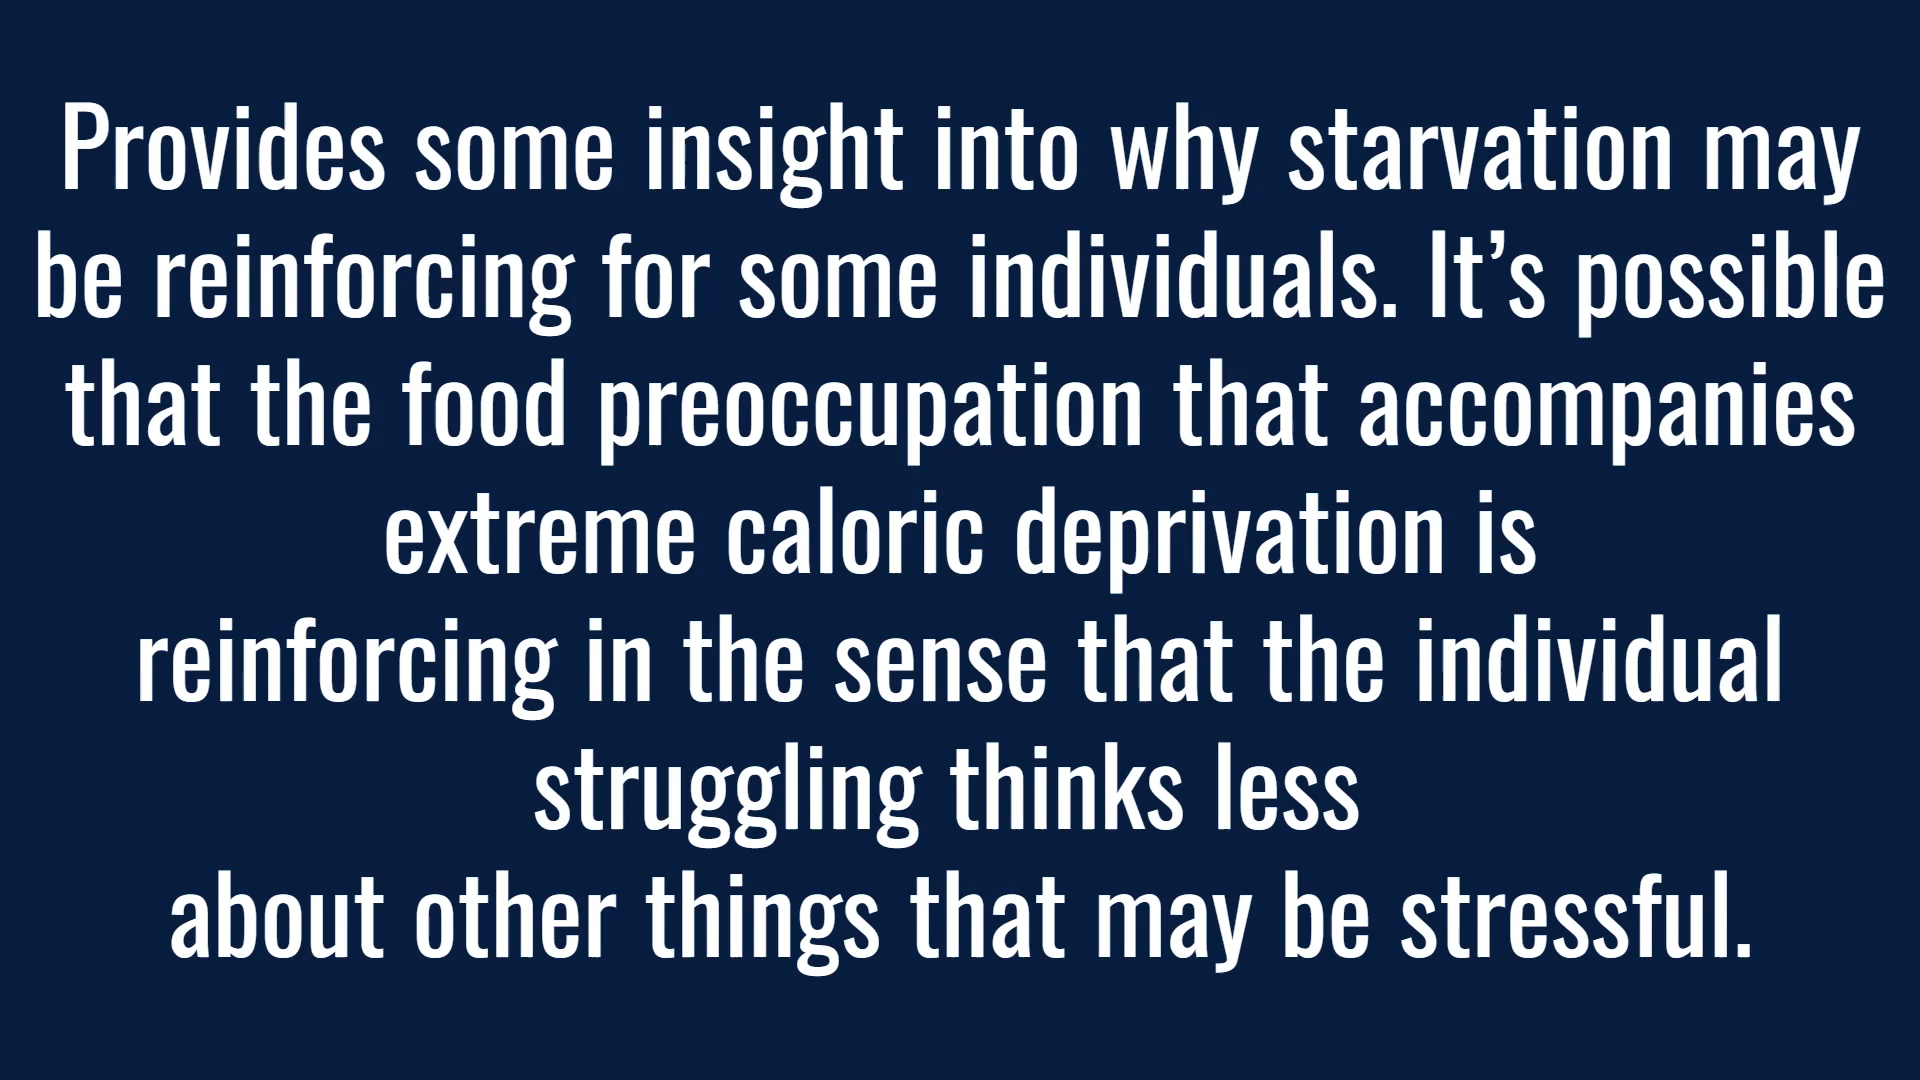 Provides some insight into why starvation may
be reinforcing for some individuals. It’s possible
that the food preoccupation that accompanies
extreme caloric deprivation is
reinforcing in the sense that the individual
struggling thinks less
about other things that may be stressful.